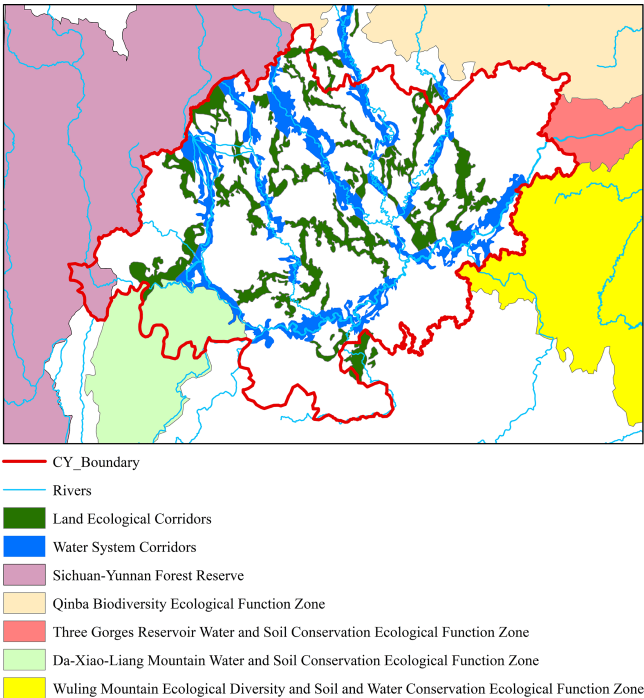 CY_Boundary
Rivers
Land Ecological Corridors
Water System Corridors
Sichuan-Yunnan Forest Reserve
Qinba Biodiversity Ecological Function Zone
Three Gorges Reservoir Water and Soil Conservation Ecological Function Zone
Da-Xiao-Liang Mountain Water and Soil Conservation Ecological Function Zone
Wuling Mountain Ecological Diversity and Soil and Water Conservation Ecological Function Zone